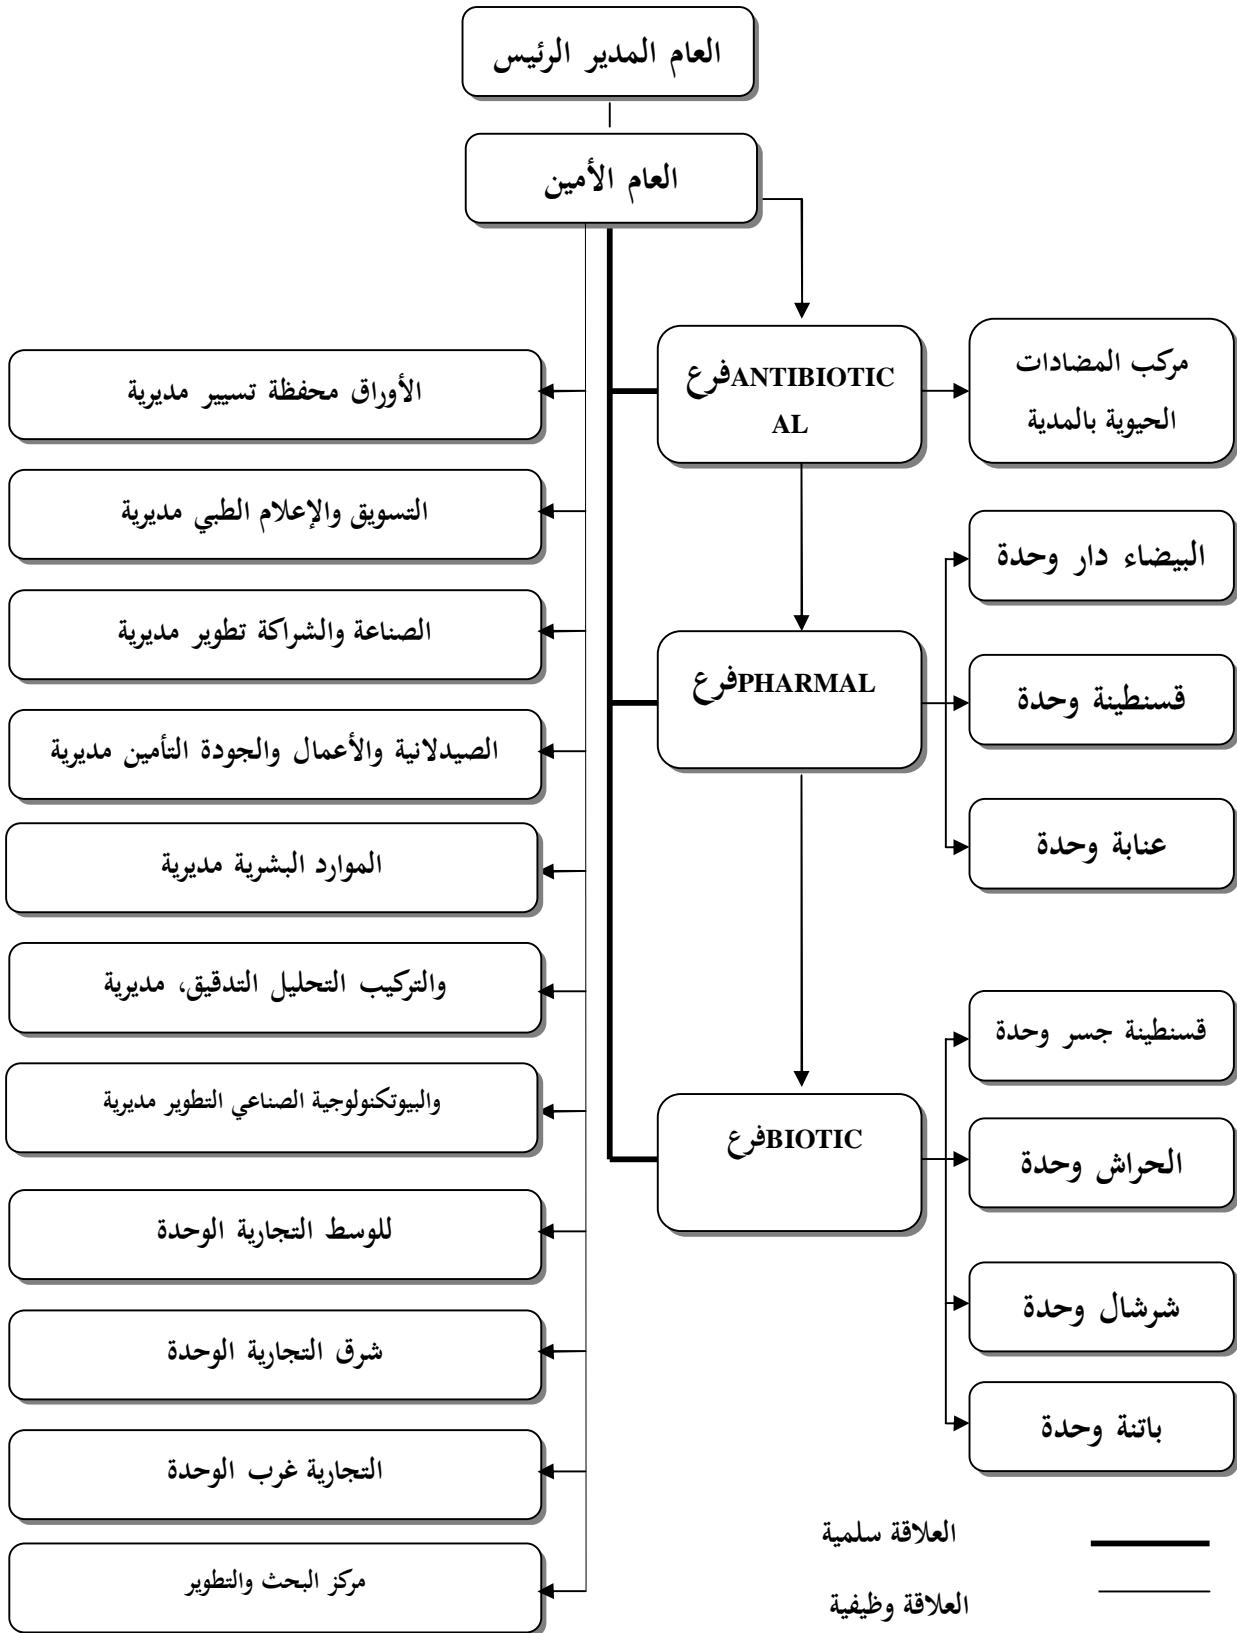 العام المدير الرئيس
العام الأمين
ANTIBIOTICفرع
AL
مركب المضادات
الحيوية بالمدية
PHARMALفرع
البيضاء دار وحدة
قسنطينة وحدة
عنابة وحدة
BIOTICفرع
قسنطينة جسر وحدة
الحراش وحدة
شرشال وحدة
باتنة وحدة
الأوراق محفظة تسيير مديرية
التسويق والإعلام الطبي مديرية
الصناعة والشراكة تطوير مديرية
الصيدلانية والأعمال والجودة التأمين مديرية
الموارد البشرية مديرية
والتركيب التحليل التدقيق، مديرية
والبيوتكنولوجية الصناعي التطوير مديرية
للوسط التجارية الوحدة
شرق التجارية الوحدة
التجارية غرب الوحدة
مركز البحث والتطوير
العلاقة سلمية
العلاقة وظيفية